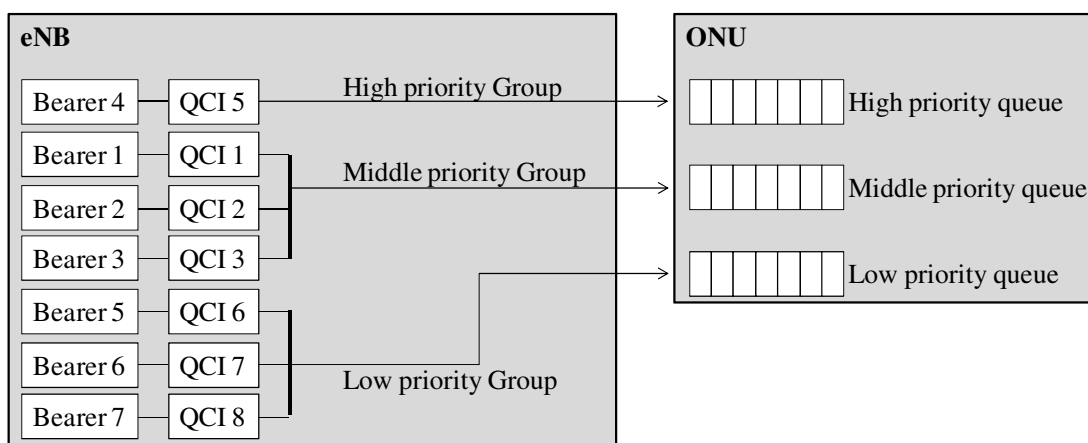 eNB
Bearer 4
QCI 5
High priority Group
Bearer 1
QCI 1
Bearer 2
QCI 2
Middle priority Group
Bearer 3
QCI 3
Bearer 5
QCI 6
Bearer 6
QCI 7
Low priority Group
Bearer 7
QCI 8
ONU
High priority queue
Middle priority queue
Low priority queue